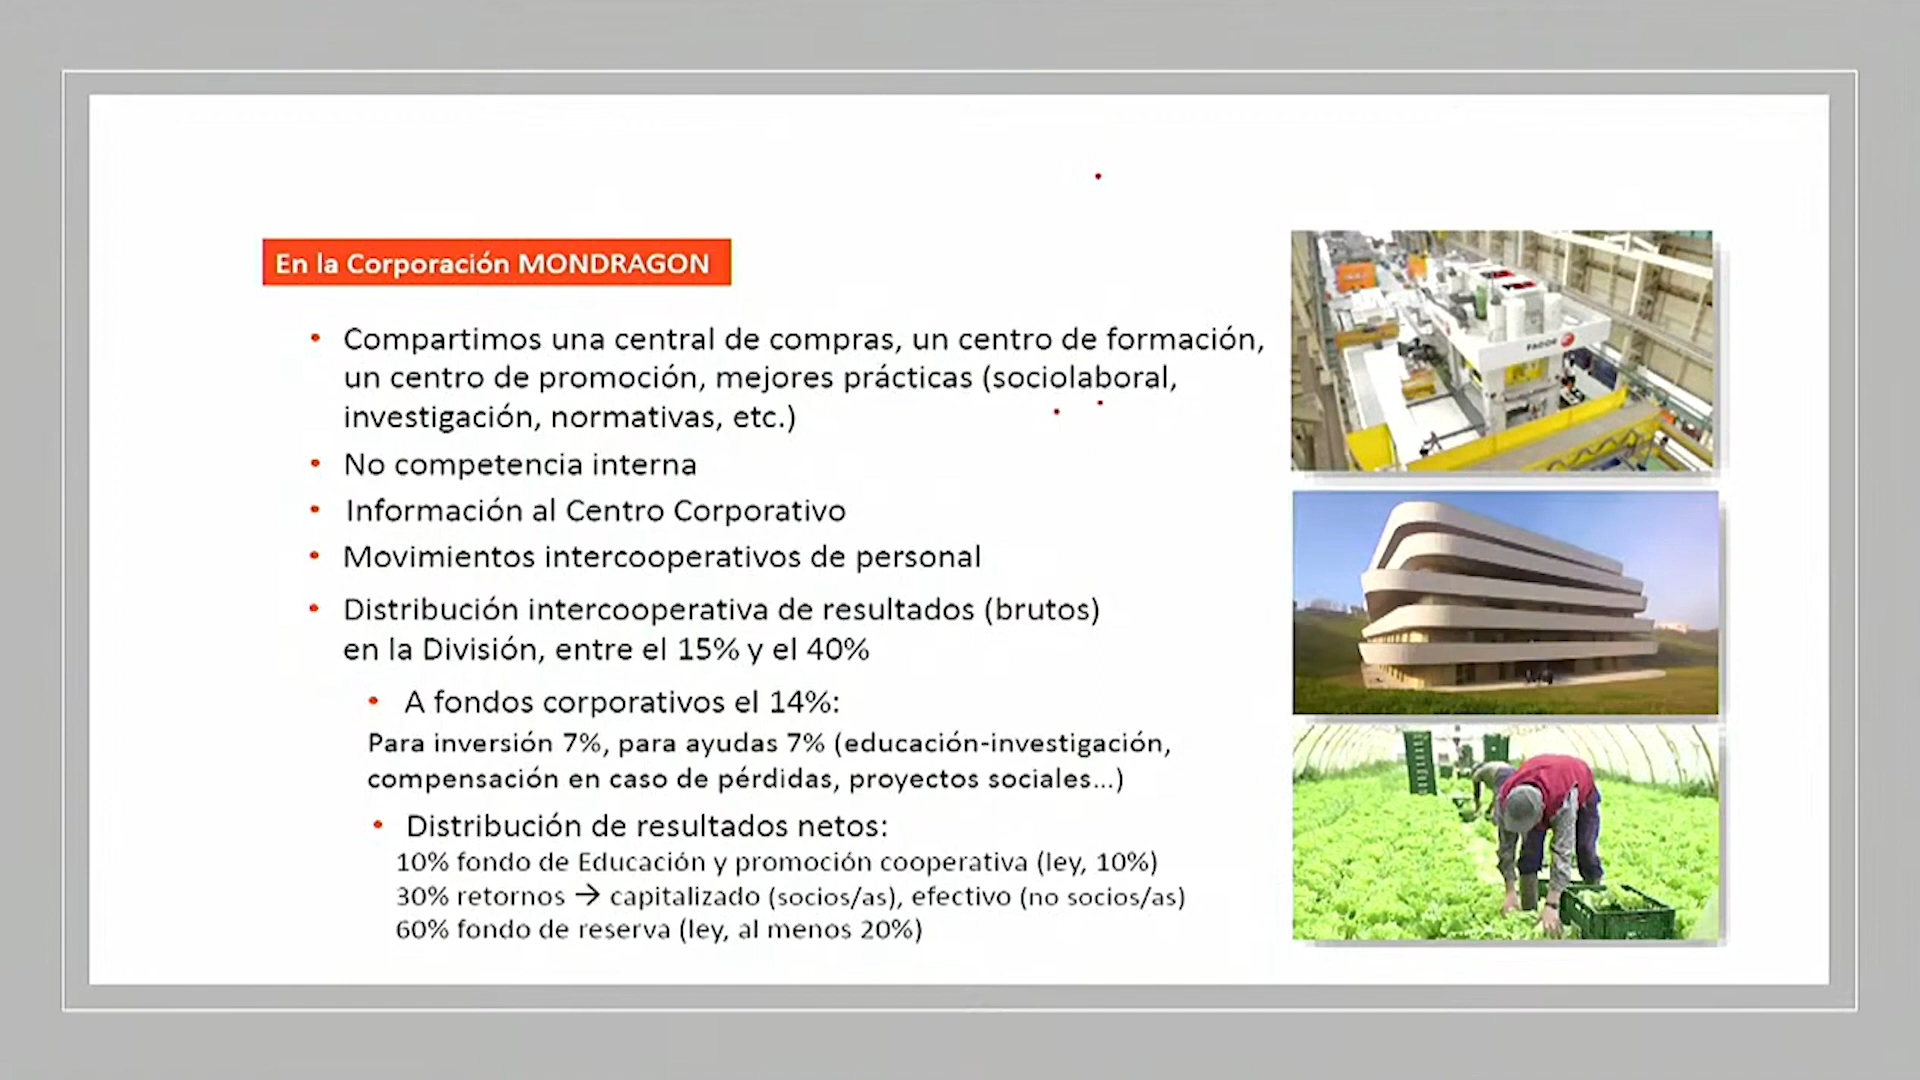 En la Corporación MONDRAGON
• Compartimos una central de compras, un centro de formación,
un centro de promoción, mejores prácticas (sociolaboral,
investigación, normativas, etc.)
• No competencia interna
• Información al Centro Corporativo
• Movimientos intercooperativos de personal
• Distribución intercooperativa de resultados (brutos)
en la División, entre el 15% y el 40%
• A fondos corporativos el 14%:
Para inversión 7%, para ayudas 7% (educación-investigación,
compensación en caso de pérdidas, proyectos sociales...)
• Distribución de resultados netos:
10% fondo de Educación y promoción cooperativa (ley, 10%)
30% retornos → capitalizado (socios/as), efectivo (no socios/as)
60% fondo de reserva (ley, al menos 20%)
FAGOR